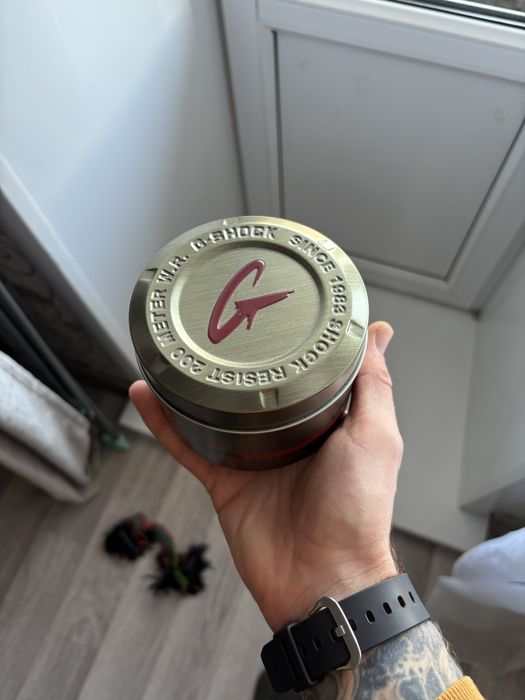 G-SHOCK SINCE 1983 SHOCK RESIST 200 METER W.R.
G